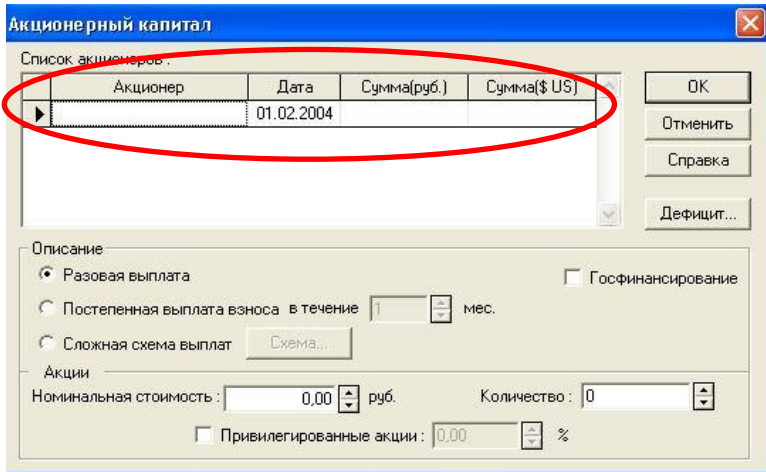 Акционерный капитал
Список акционеров :
Акционер Дата Сумма(руб.) Сумма($ US)
01.02.2004
OK
Отменить
Справка
Дефицит...
Описание
Разовая выплата
Госфинансирование
Постепенная выплата взноса в течение 1 мес.
Сложная схема выплат Схема...
Акции
Номинальная стоимость : 0,00 руб. Количество : 0
Привилегированные акции : 0,00 %